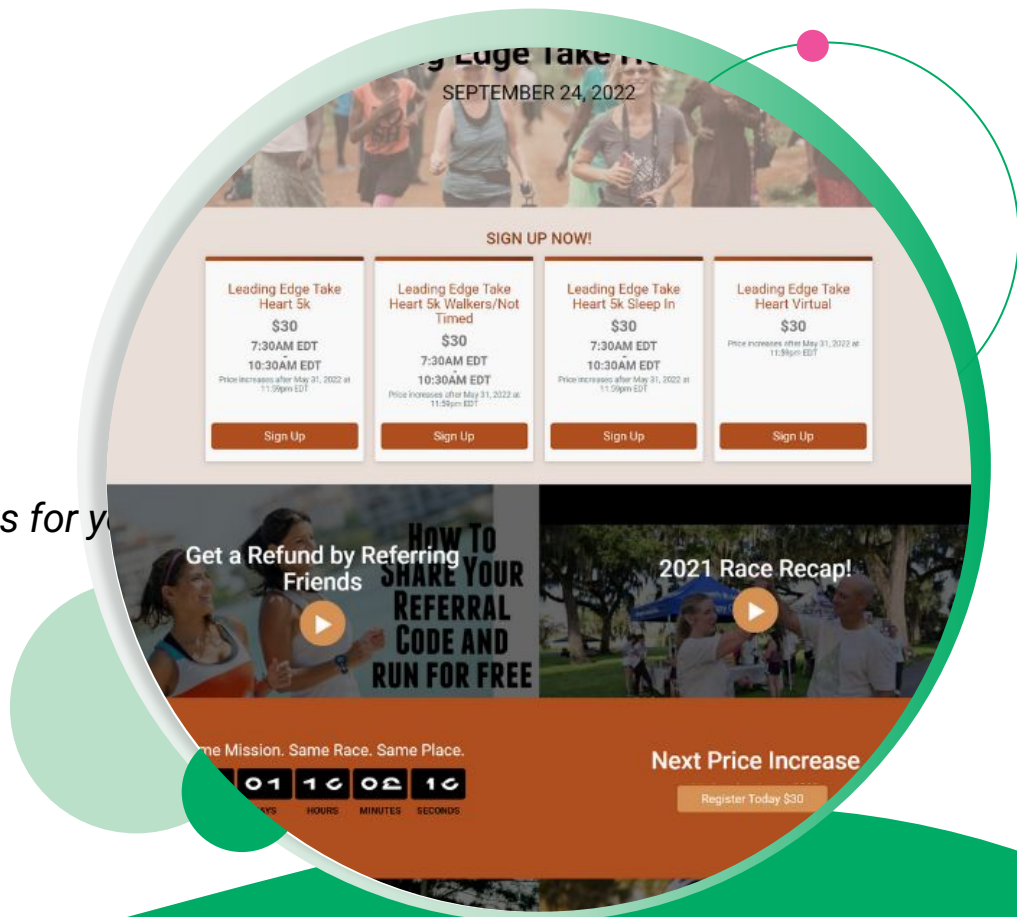 Edge Take
SEPTEMBER 24, 2022
SIGN UP NOW!
Leading Edge Take
Heart 5k
$30
7:30AM EDT
-
10:30AM EDT
Price increases after May 31, 2022 at
11:59pm EDT
Sign Up
Leading Edge Take
Heart 5k Walkers/Not
Timed
$30
7:30AM EDT
-
10:30AM EDT
Price increases after May 31, 2022 at
11:59pm EDT
Sign Up
Leading Edge Take
Heart 5k Sleep In
$30
7:30AM EDT
-
10:30AM EDT
Price increases after May 31, 2022 at
11:59pm EDT
Sign Up
Leading Edge Take
Heart Virtual
$30
Price increases after May 31, 2022 at
11:59pm EDT
Sign Up
s for
Get a Refund by Referring
Friends
HOW TO
SHARE YOUR
REFERRAL
CODE AND
RUN FOR FREE
2021 Race Recap!
Mission. Same Race. Same Place.
HOURS MINUTES SECONDS
Next Price Increase
Register Today $30